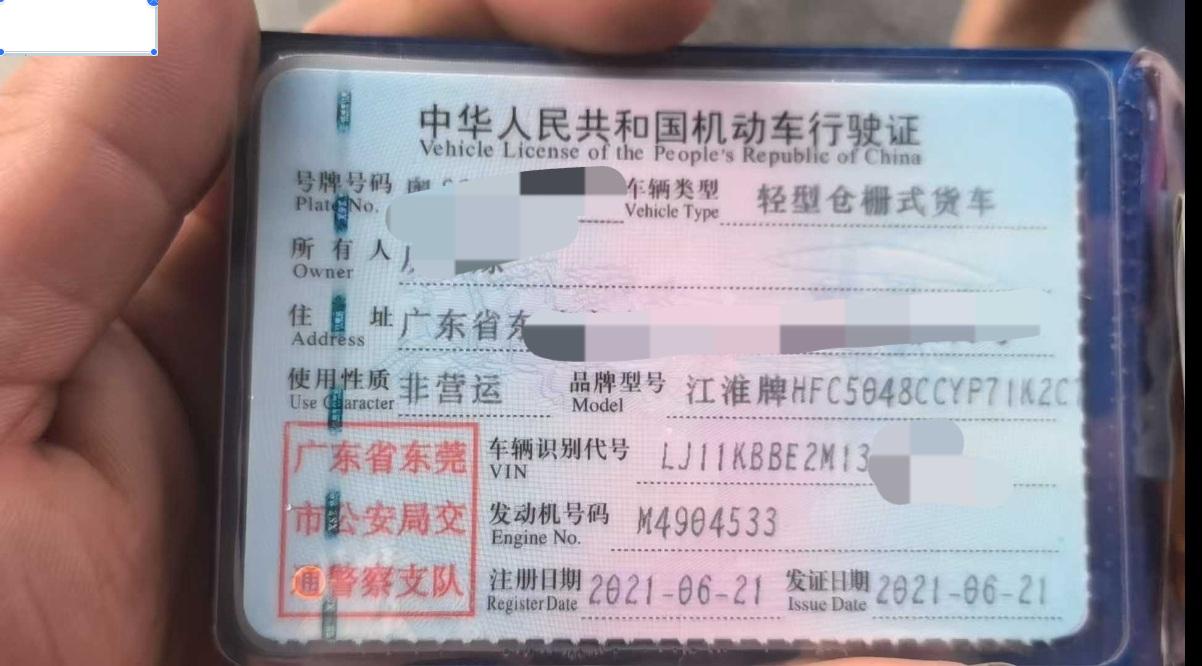 中华人民共和国机动车行驶证
Vehicle License of the People's Republic of China
号牌号码 Plate No. 车辆类型 Vehicle Type 轻型仓栅式货车
所有人 Owner
住址 Address 广东省东
使用性质 Use Character 非营运 品牌型号 Model 江淮牌HFC5048CCYP71K2C7
广东省东莞
市公安局交
通警察支队
车辆识别代号 VIN LJ11KBBE2M13
发动机号码 Engine No. M4904533
注册日期 Register Date 2021-06-21 发证日期 Issue Date 2021-06-21